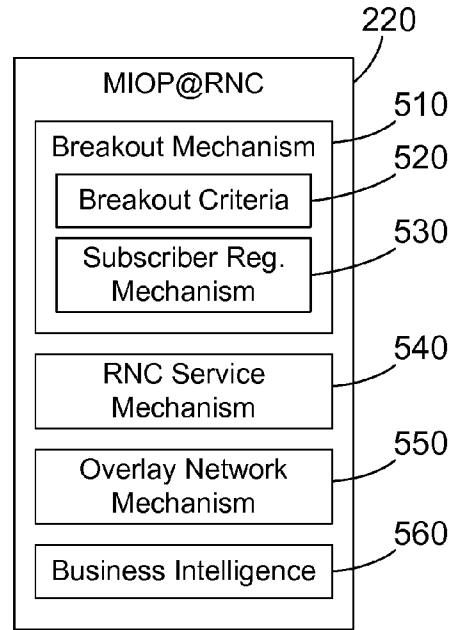 220
MIOP@RNC
510
Breakout Mechanism
520
Breakout Criteria
530
Subscriber Reg.
Mechanism
540
RNC Service
Mechanism
550
Overlay Network
Mechanism
560
Business Intelligence